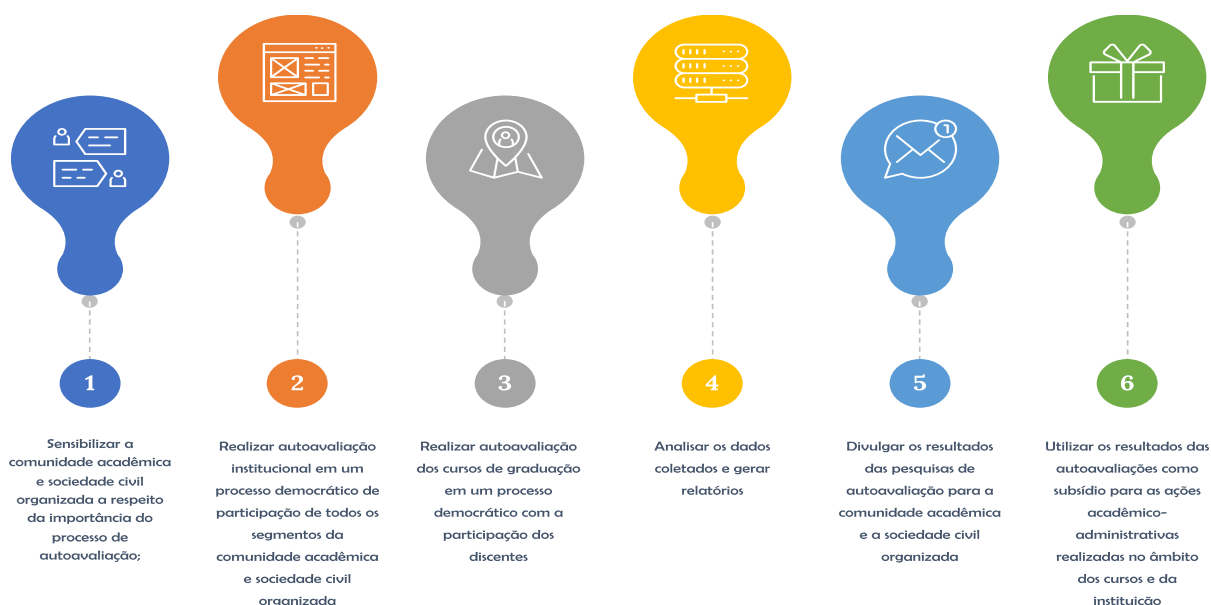 1
Sensibilizar a
comunidade acadêmica
e sociedade civil
organizada a respeito
da importância do
processo de
autoavaliação;
2
Realizar autoavaliação
institucional em um
processo democrático de
participação de todos os
segmentos da
comunidade acadêmica
e sociedade civil
organizada
3
Realizar autoavaliação
dos cursos de graduação
em um processo
democrático com a
participação dos
discentes
4
Analisar os dados
coletados e gerar
relatórios
1
5
Divulgar os resultados
das pesquisas de
autoavaliação para a
comunidade acadêmica
e a sociedade civil
organizada
6
Utilizar os resultados das
autoavaliações como
subsídio para as ações
acadêmico-
administrativas
realizadas no âmbito
dos cursos e da
instituição